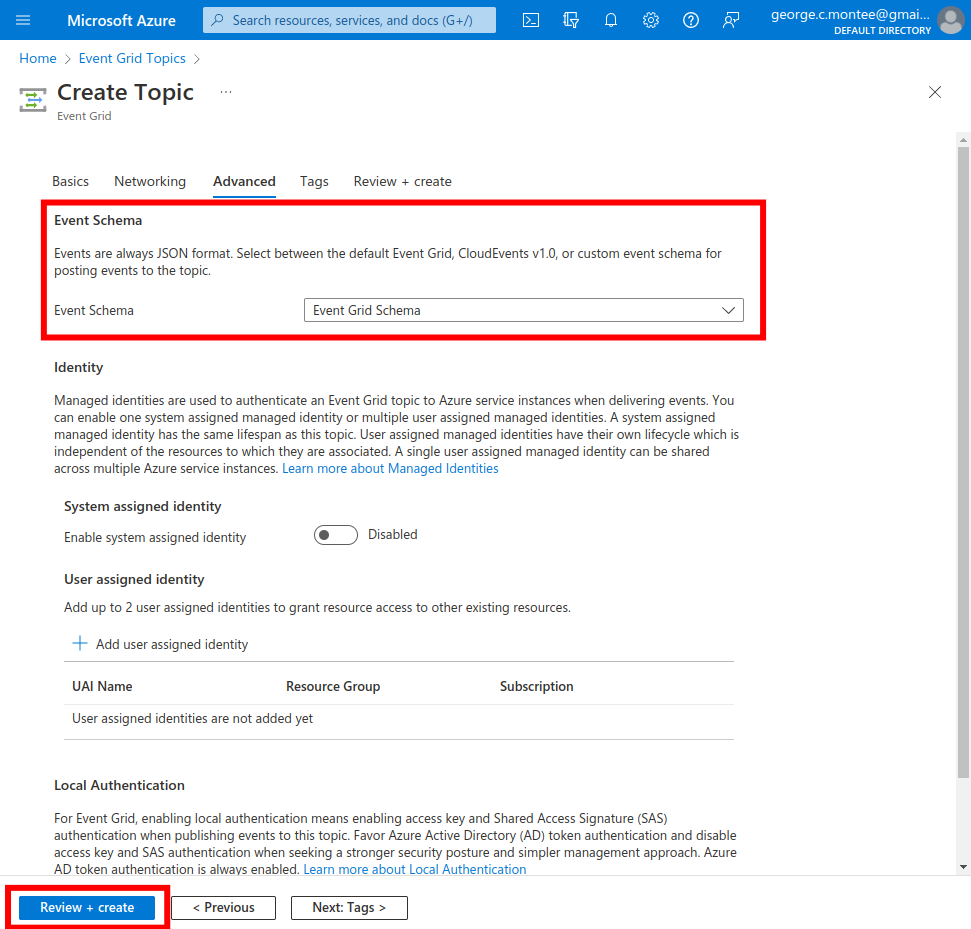 Microsoft Azure
Search resources, services, and docs (G+/)
george.c.montee@gmai...
DEFAULT DIRECTORY
Home > Event Grid Topics >
Create Topic ...
Event Grid
Basics Networking Advanced Tags Review + create
Event Schema
Events are always JSON format. Select between the default Event Grid, CloudEvents v1.0, or custom event schema for
posting events to the topic.
Event Schema Event Grid Schema
Identity
Managed identities are used to authenticate an Event Grid topic to Azure service instances when delivering events. You
can enable one system assigned managed identity or multiple user assigned managed identities. A system assigned
managed identity has the same lifespan as this topic. User assigned managed identities have their own lifecycle which is
independent of the resources to which they are associated. A single user assigned managed identity can be shared
across multiple Azure service instances. Learn more about Managed Identities
System assigned identity
Enable system assigned identity Disabled
User assigned identity
Add up to 2 user assigned identities to grant resource access to other existing resources.
+ Add user assigned identity
UAI Name Resource Group Subscription
User assigned identities are not added yet
Local Authentication
For Event Grid, enabling local authentication means enabling access key and Shared Access Signature (SAS)
authentication when publishing events to this topic. Favor Azure Active Directory (AD) token authentication and disable
access key and SAS authentication when seeking a stronger security posture and simpler management approach. Azure
AD token authentication is always enabled. Learn more about Local Authentication
Review + create < Previous Next: Tags >